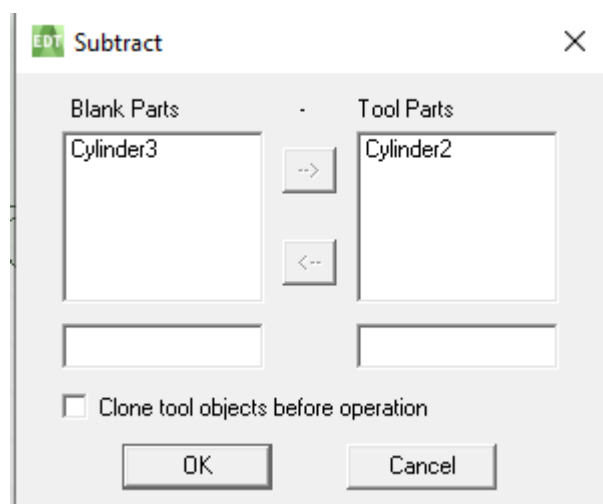 EDT Subtract
Blank Parts - Tool Parts
Cylinder3 Cylinder2
-->
<--
Clone tool objects before operation
OK Cancel